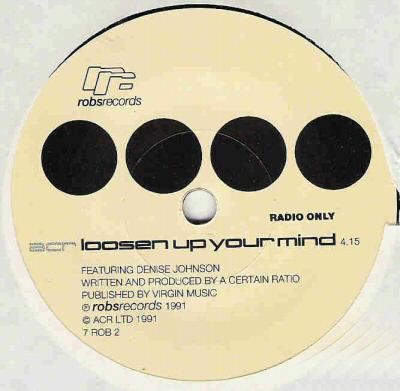 robsrecords
RADIO ONLY
acr loosen up your mind 4.15
FEATURING DENISE JOHNSON
WRITTEN AND PRODUCED BY A CERTAIN RATIO
PUBLISHED BY VIRGIN MUSIC
℗ robsrecords 1991
© ACR LTD 1991
7 ROB 2